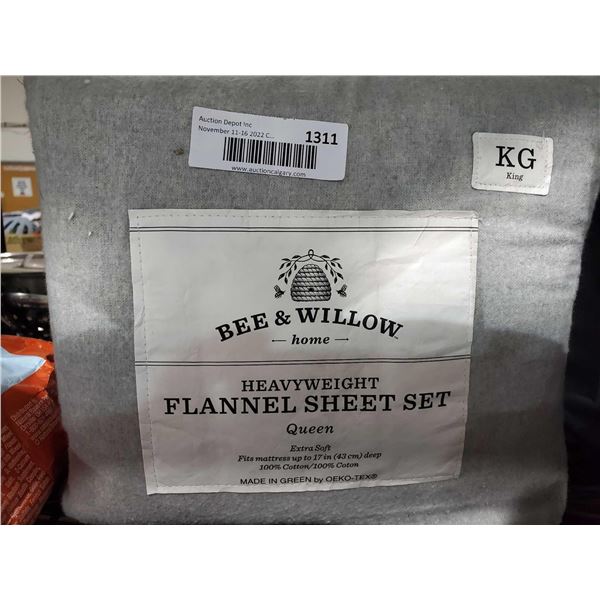 Auction Depot Inc
November 11-16 2022 C...
1311
www.auctioncalgary.com
KG
King
BEE & WILLOW™
home
HEAVYWEIGHT
FLANNEL SHEET SET
Queen
Extra Soft
Fits mattress up to 17 in (43 cm) deep
100% Cotton/100% Coton
MADE IN GREEN by OEKO-TEX®